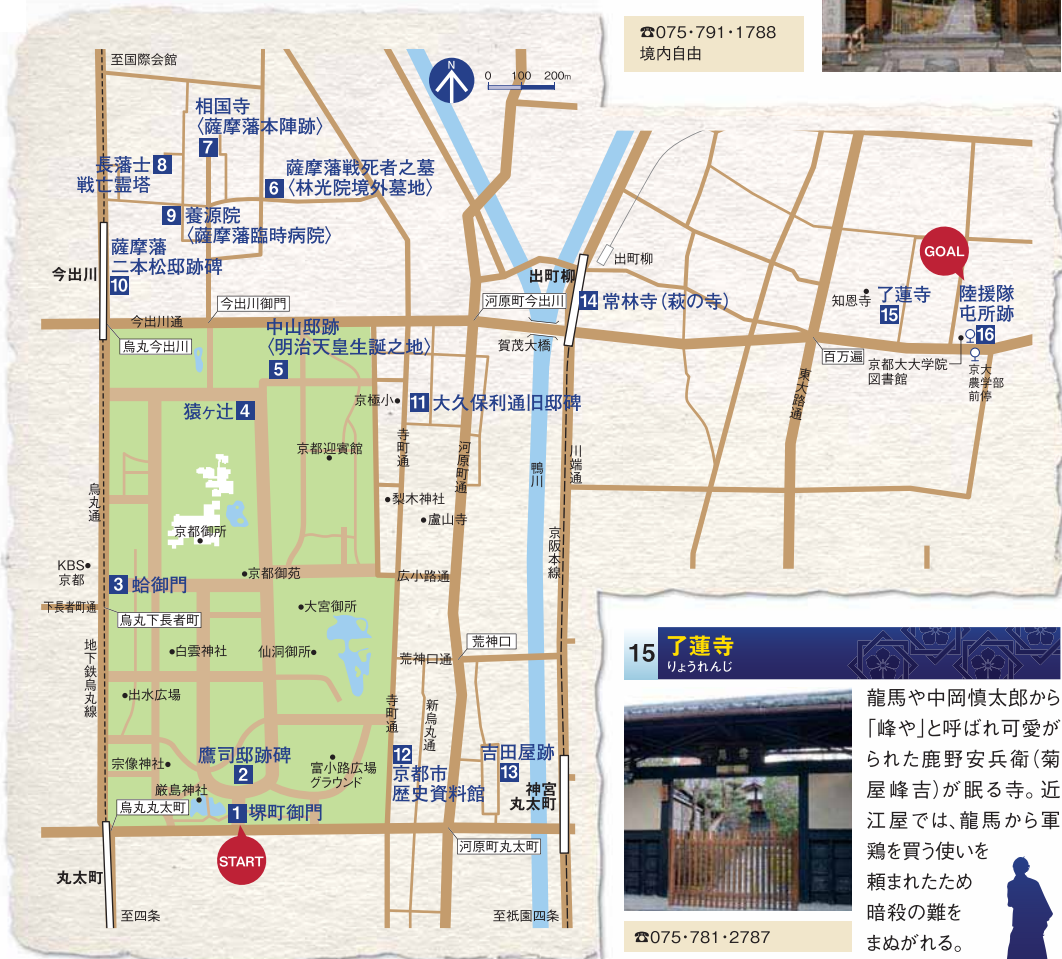 ☎075・791・1788
境内自由
至国際会館
N
0 100 200m
相国寺
〈薩摩藩本陣跡〉
7
長藩士 8
戦亡霊塔
薩摩藩戦死者之墓
6 〈林光院境外墓地〉
9 養源院
〈薩摩藩臨時病院〉
薩摩藩
二本松邸跡碑
10
今出川
今出川御門
今出川通
烏丸今出川
中山邸跡
〈明治天皇生誕之地〉
5
河原町今出川
出町柳
出町柳
14 常林寺(萩の寺)
賀茂大橋
GOAL
知恩寺
了蓮寺
15
陸援隊
屯所跡
16
百万遍
京都大大学院
図書館
京大
農学部
前停
東大路通
猿ヶ辻 4
京極小
11 大久保利通旧邸碑
寺町通
河原町通
京都迎賓館
鴨川
川端通
烏丸通
梨木神社
盧山寺
京都御所
京阪本線
KBS
京都
京都御苑
広小路通
3 蛤御門
下長者町通
烏丸下長者町
大宮御所
地下鉄烏丸線
白雲神社
仙洞御所
荒神口
荒神口通
出水広場
寺町通
新烏丸通
鷹司邸跡碑
2
宗像神社
富小路広場
グラウンド
12
京都市
歴史資料館
吉田屋跡
13
神宮
丸太町
厳島神社
烏丸丸太町
1 堺町御門
河原町丸太町
START
丸太町
至四条
至祇園四条
15 了蓮寺
りょうれんじ
龍馬や中岡慎太郎から
「峰や」と呼ばれ可愛が
られた鹿野安兵衛(菊
屋峰吉)が眠る寺。近
江屋では、龍馬から軍
鶏を買う使いを
頼まれたため
暗殺の難を
まぬがれる。
☎075・781・2787